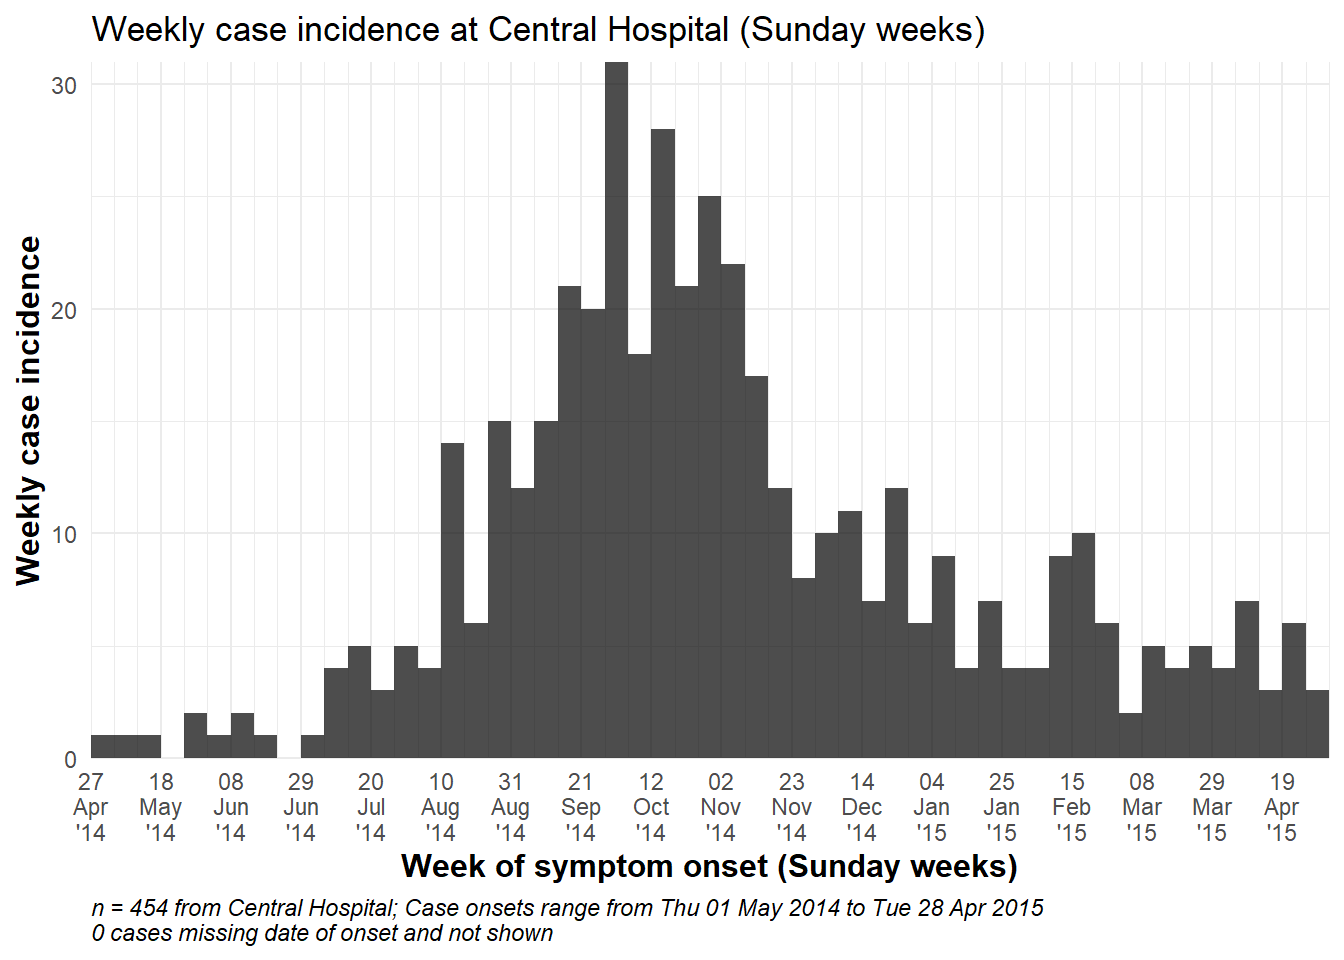 Weekly case incidence at Central Hospital (Sunday weeks)
Weekly case incidence
30
20
10
0
27 18 08 29 20 10 31 21 12 02 23 14 04 25 15 08 29 19
Apr May Jun Jun Jul Aug Aug Sep Oct Nov Nov Dec Jan Jan Feb Mar Mar Apr
'14 '14 '14 '14 '14 '14 '14 '14 '14 '14 '14 '14 '15 '15 '15 '15 '15 '15
Week of symptom onset (Sunday weeks)
n = 454 from Central Hospital; Case onsets range from Thu 01 May 2014 to Tue 28 Apr 2015
0 cases missing date of onset and not shown